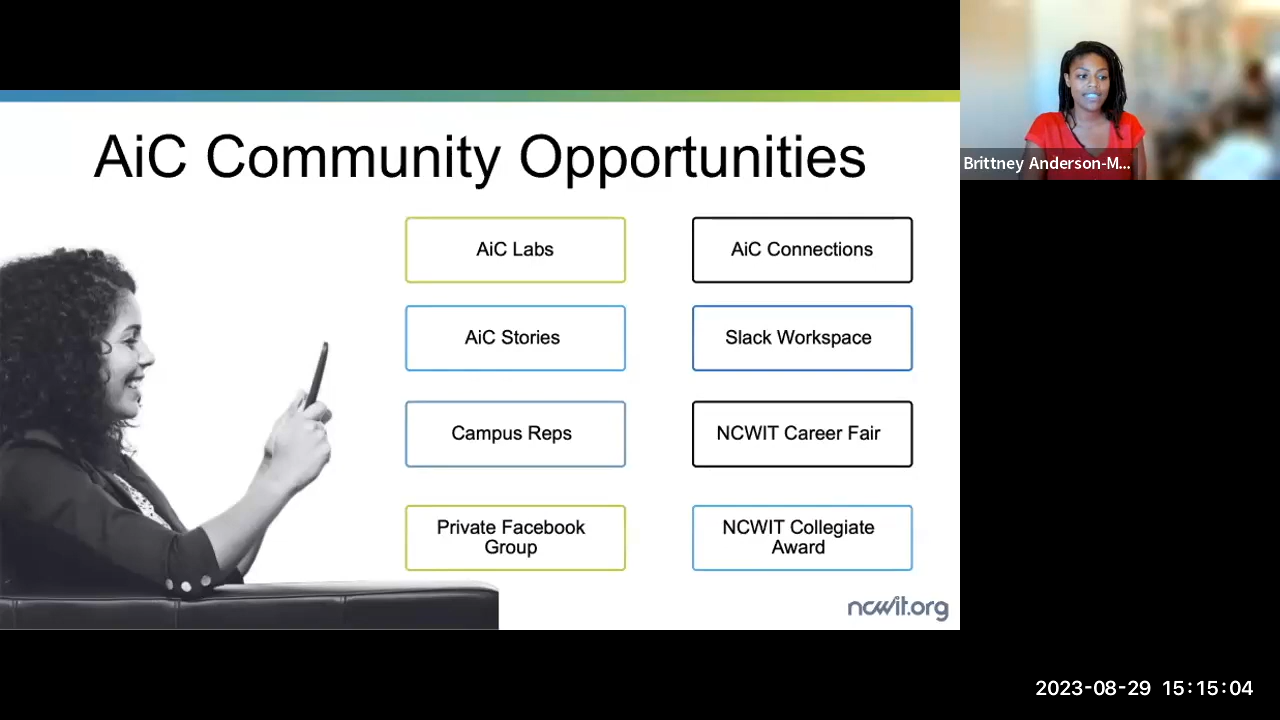 AiC Community Opportunities
AiC Labs
AiC Connections
AiC Stories
Slack Workspace
Campus Reps
NCWIT Career Fair
Private Facebook
Group
NCWIT Collegiate
Award
ncwit.org
Brittney Anderson-M...
2023-08-29 15:15:04